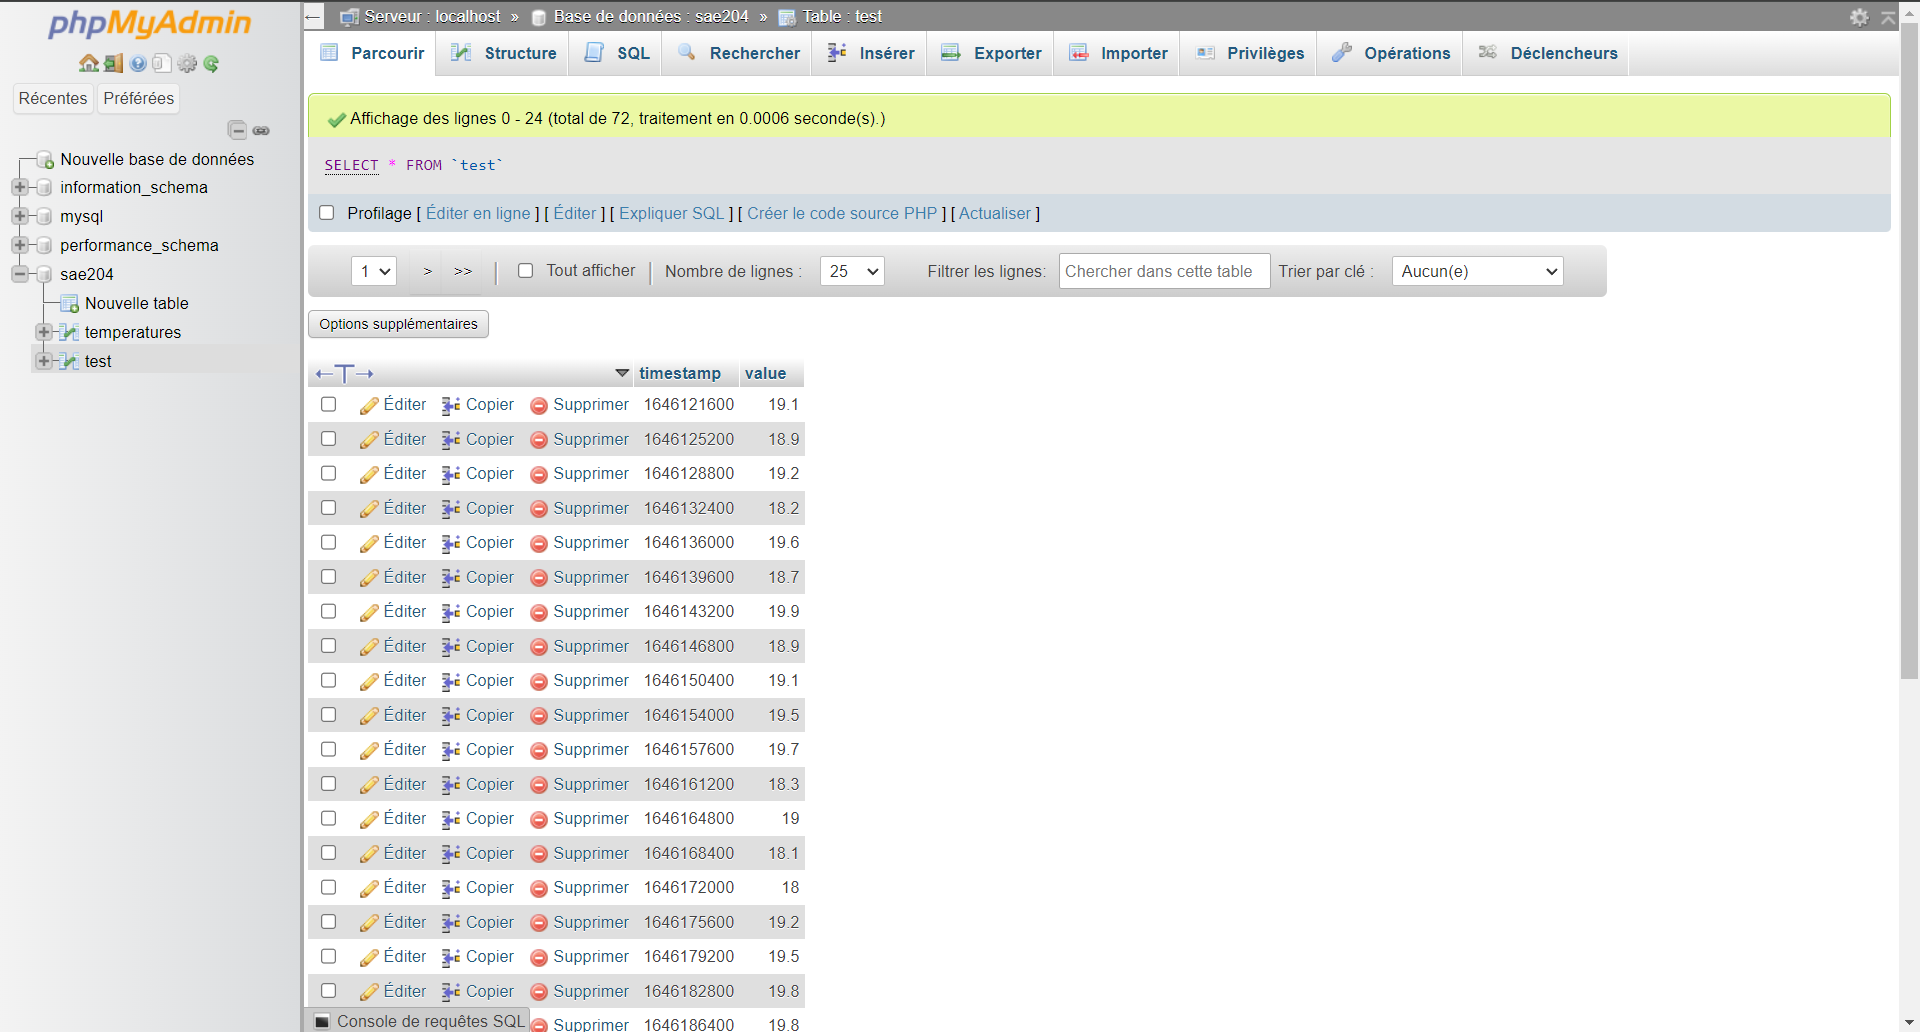 phpMyAdmin
Récentes Préférées
Nouvelle base de données
information_schema
mysql
performance_schema
sae204
Nouvelle table
temperatures
test
Serveur : localhost » Base de données : sae204 » Table : test
Parcourir Structure SQL Rechercher Insérer Exporter Importer Privilèges Opérations Déclencheurs
Affichage des lignes 0 - 24 (total de 72, traitement en 0.0006 seconde(s).)
SELECT * FROM `test`
Profilage [ Éditer en ligne ] [ Éditer ] [ Expliquer SQL ] [ Créer le code source PHP ] [ Actualiser ]
1 > >> | Tout afficher | Nombre de lignes : 25 Filtrer les lignes: Chercher dans cette table Trier par clé : Aucun(e)
Options supplémentaires
←T→ timestamp value
Éditer Copier Supprimer 1646121600 19.1
Éditer Copier Supprimer 1646125200 18.9
Éditer Copier Supprimer 1646128800 19.2
Éditer Copier Supprimer 1646132400 18.2
Éditer Copier Supprimer 1646136000 19.6
Éditer Copier Supprimer 1646139600 18.7
Éditer Copier Supprimer 1646143200 19.9
Éditer Copier Supprimer 1646146800 18.9
Éditer Copier Supprimer 1646150400 19.1
Éditer Copier Supprimer 1646154000 19.5
Éditer Copier Supprimer 1646157600 19.7
Éditer Copier Supprimer 1646161200 18.3
Éditer Copier Supprimer 1646164800 19
Éditer Copier Supprimer 1646168400 18.1
Éditer Copier Supprimer 1646172000 18
Éditer Copier Supprimer 1646175600 19.2
Éditer Copier Supprimer 1646179200 19.5
Éditer Copier Supprimer 1646182800 19.8
Console de requêtes SQL Supprimer 1646186400 19.8